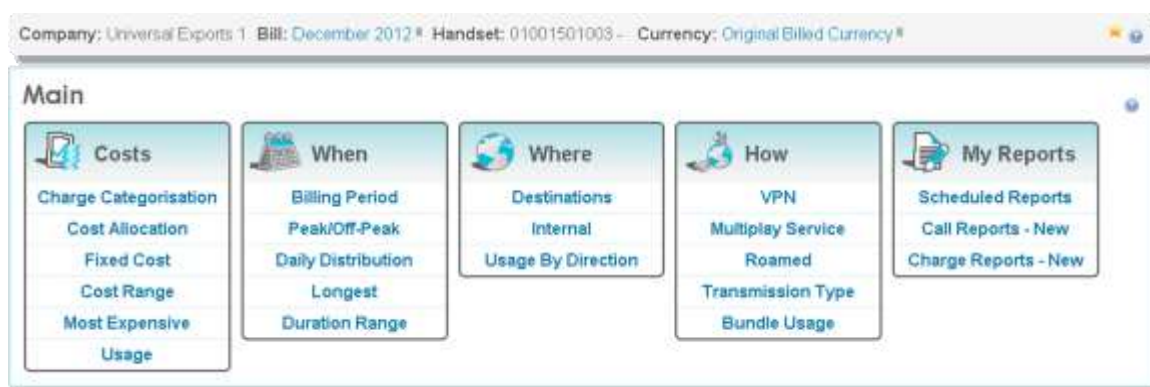 Company: Universal Exports 1 Bill: December 2012 Handset: 01001501003 - Currency: Original Billed Currency
Main
Costs
Charge Categorisation
Cost Allocation
Fixed Cost
Cost Range
Most Expensive
Usage
When
Billing Period
Peak/Off-Peak
Daily Distribution
Longest
Duration Range
Where
Destinations
Internal
Usage By Direction
How
VPN
Multiplay Service
Roamed
Transmission Type
Bundle Usage
My Reports
Scheduled Reports
Call Reports - New
Charge Reports - New